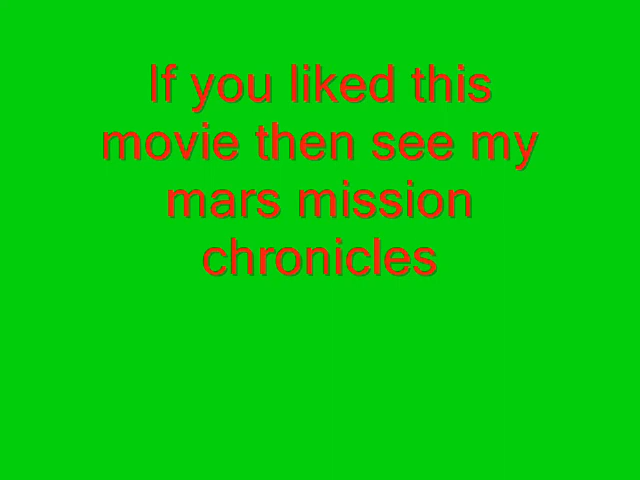 If you liked this
movie then see my
mars mission
chronicles